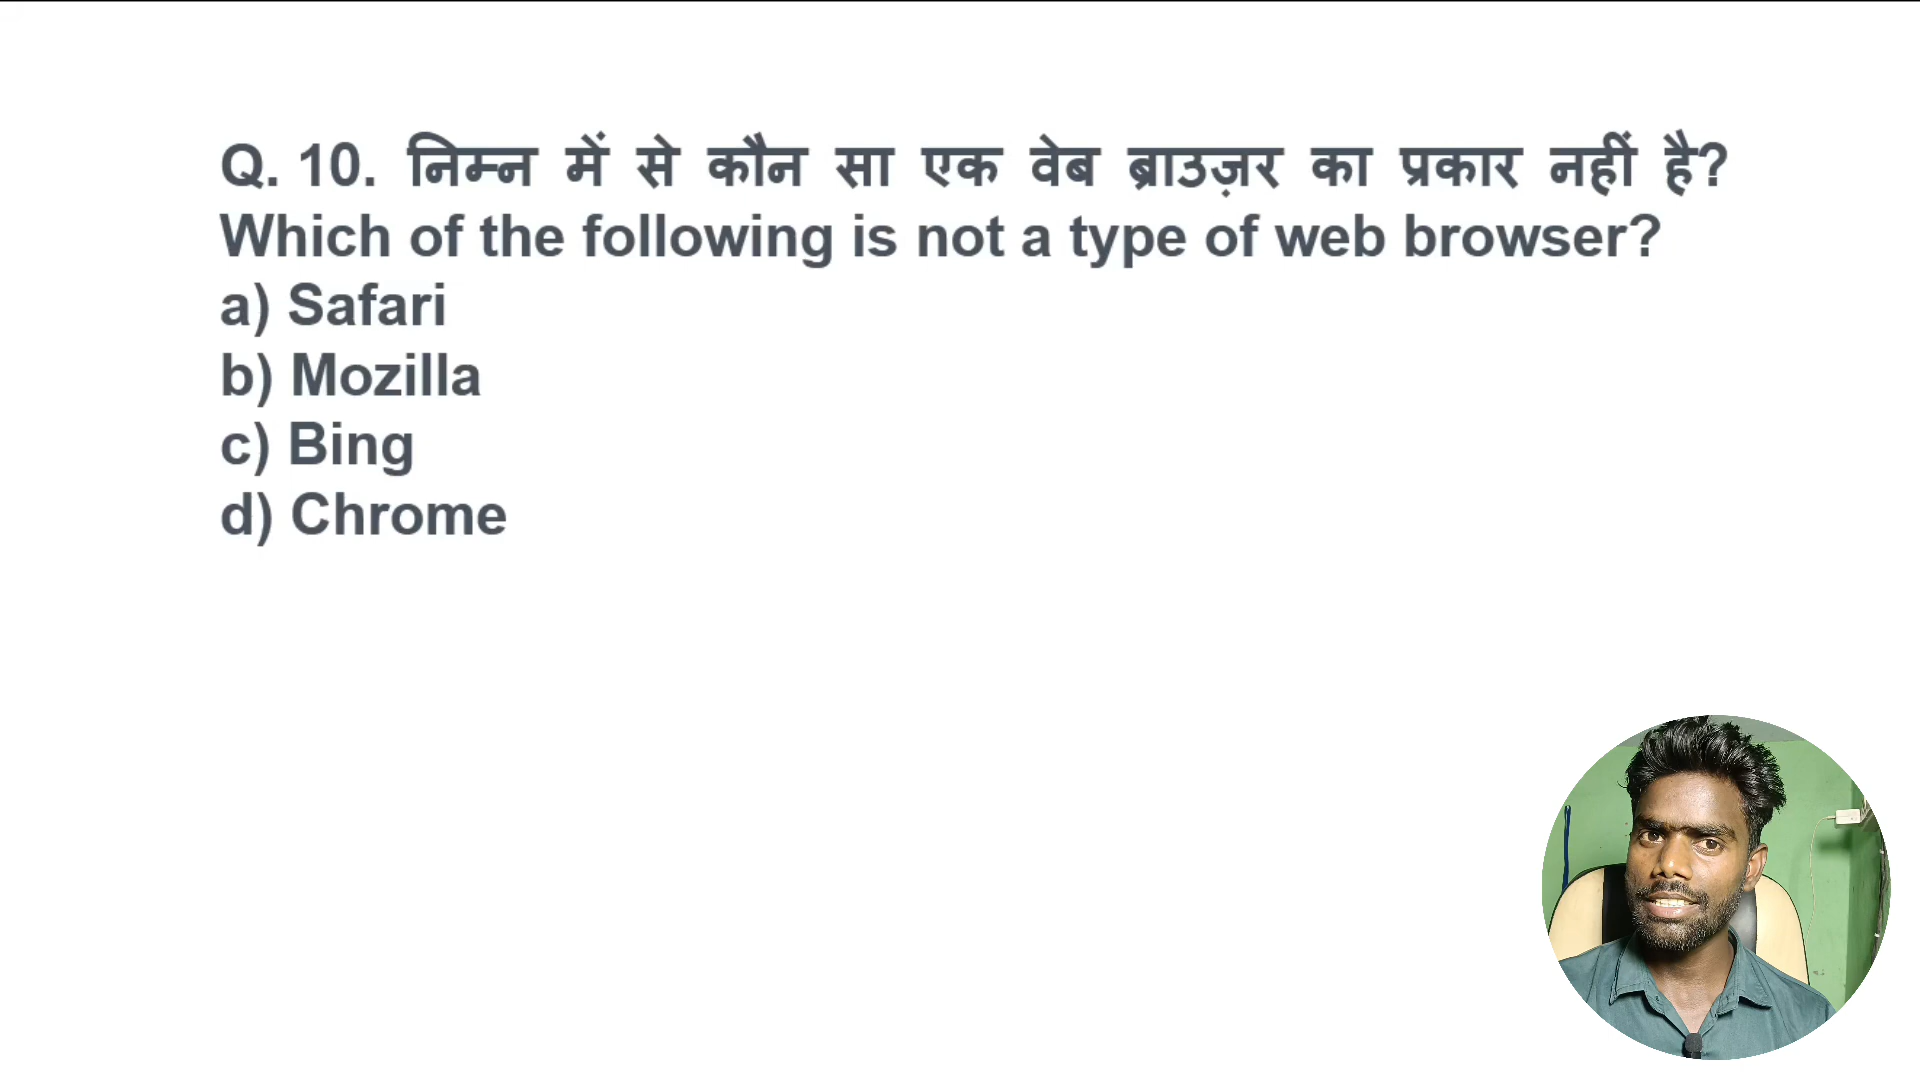 Q. 10. निम्न में से कौन सा एक वेब ब्राउज़र का प्रकार नहीं है?
Which of the following is not a type of web browser?
a) Safari
b) Mozilla
c) Bing
d) Chrome